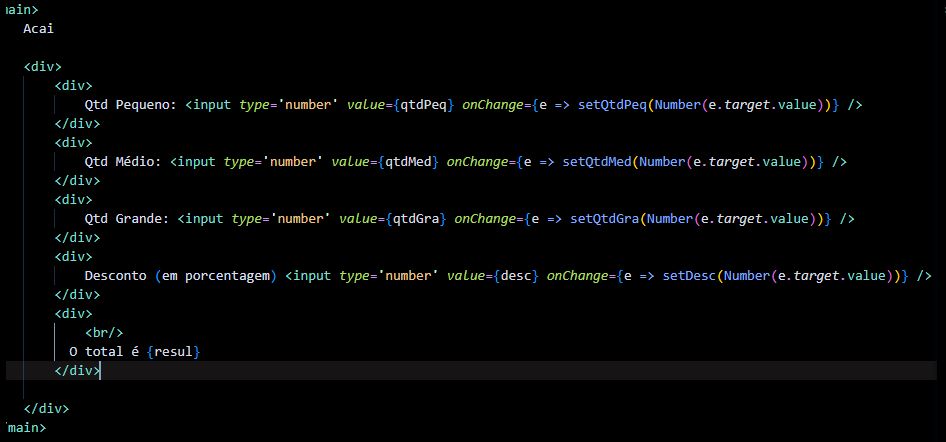 main>
Acai
<div>
<div>
Qtd Pequeno: <input type='number' value={qtdPeq} onChange={e => setQtdPeq(Number(e.target.value))} />
</div>
<div>
Qtd Médio: <input type='number' value={qtdMed} onChange={e => setQtdMed(Number(e.target.value))} />
</div>
<div>
Qtd Grande: <input type='number' value={qtdGra} onChange={e => setQtdGra(Number(e.target.value))} />
</div>
<div>
Desconto (em porcentagem) <input type='number' value={desc} onChange={e => setDesc(Number(e.target.value))} />
</div>
<div>
<br/>
O total é {resul}
</div>
</div>
/main>